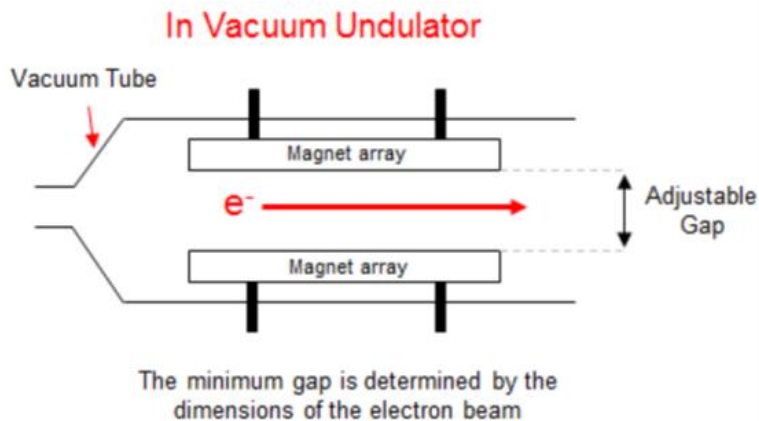 In Vacuum Undulator
Vacuum Tube
Magnet array
e-
Adjustable
Gap
Magnet array
The minimum gap is determined by the
dimensions of the electron beam